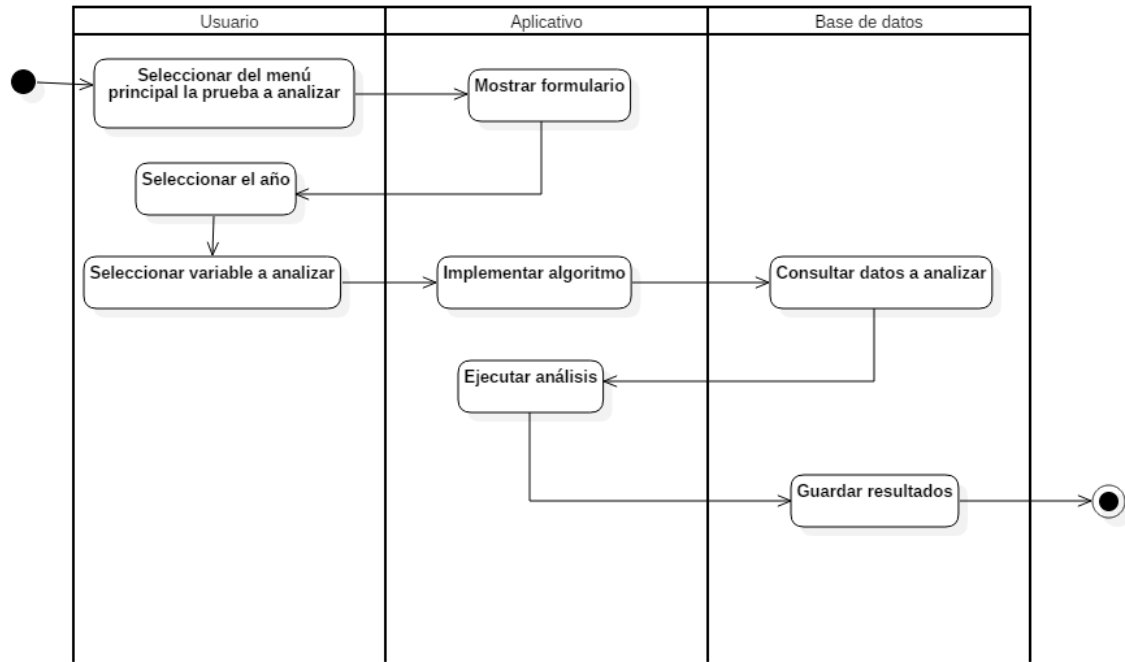 Usuario
Aplicativo
Base de datos
Seleccionar del menú
principal la prueba a analizar
Mostrar formulario
Seleccionar el año
Seleccionar variable a analizar
Implementar algoritmo
Consultar datos a analizar
Ejecutar análisis
Guardar resultados